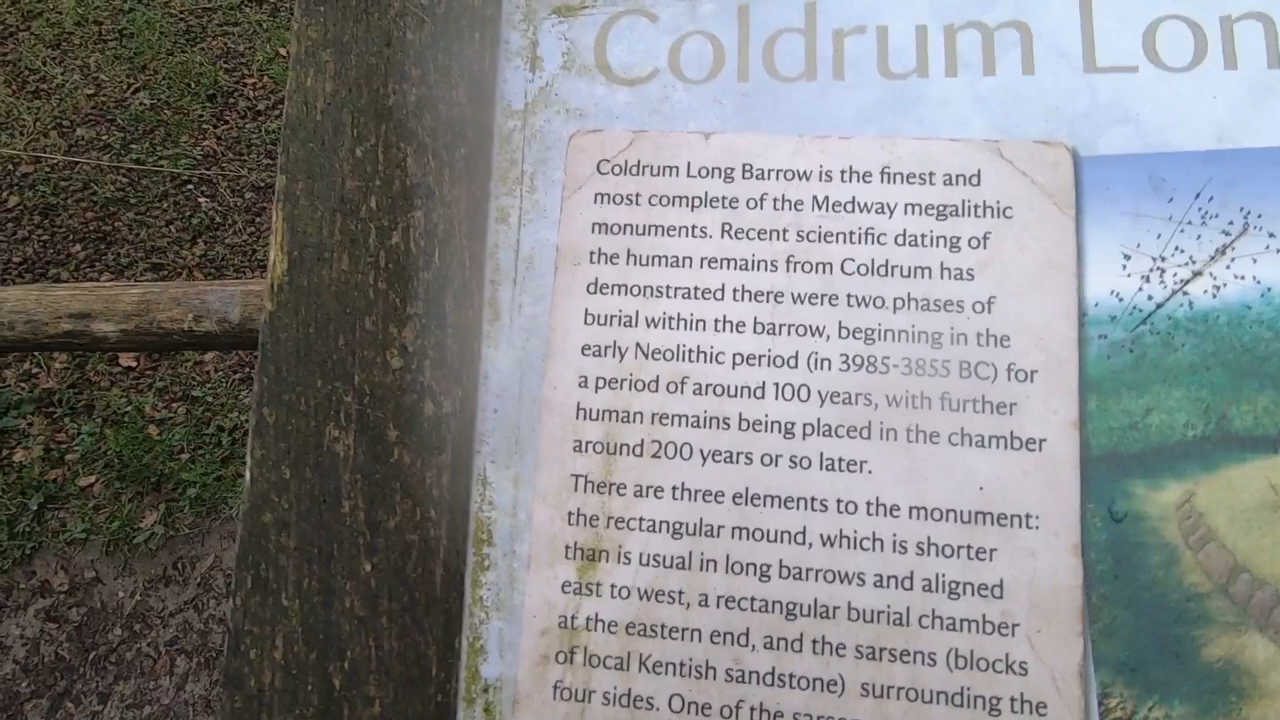 Coldrum Lon
Coldrum Long Barrow is the finest and
most complete of the Medway megalithic
monuments. Recent scientific dating of
the human remains from Coldrum has
demonstrated there were two phases of
burial within the barrow, beginning in the
early Neolithic period (in 3985-3855 BC) for
a period of around 100 years, with further
human remains being placed in the chamber
around 200 years or so later.
There are three elements to the monument:
the rectangular mound, which is shorter
than is usual in long barrows and aligned
east to west, a rectangular burial chamber
at the eastern end, and the sarsens (blocks
of local Kentish sandstone) surrounding the
four sides. One of the